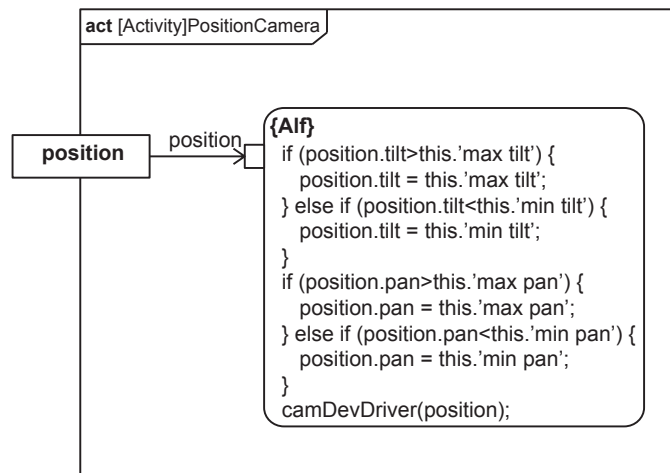 act [Activity]PositionCamera
position
position
{Alf}
if (position.tilt>this.’max tilt’) {
position.tilt = this.’max tilt’;
} else if (position.tilt<this.’min tilt’) {
position.tilt = this.’min tilt’;
}
if (position.pan>this.’max pan’) {
position.pan = this.’max pan’;
} else if (position.pan<this.’min pan’) {
position.pan = this.’min pan’;
}
camDevDriver(position);